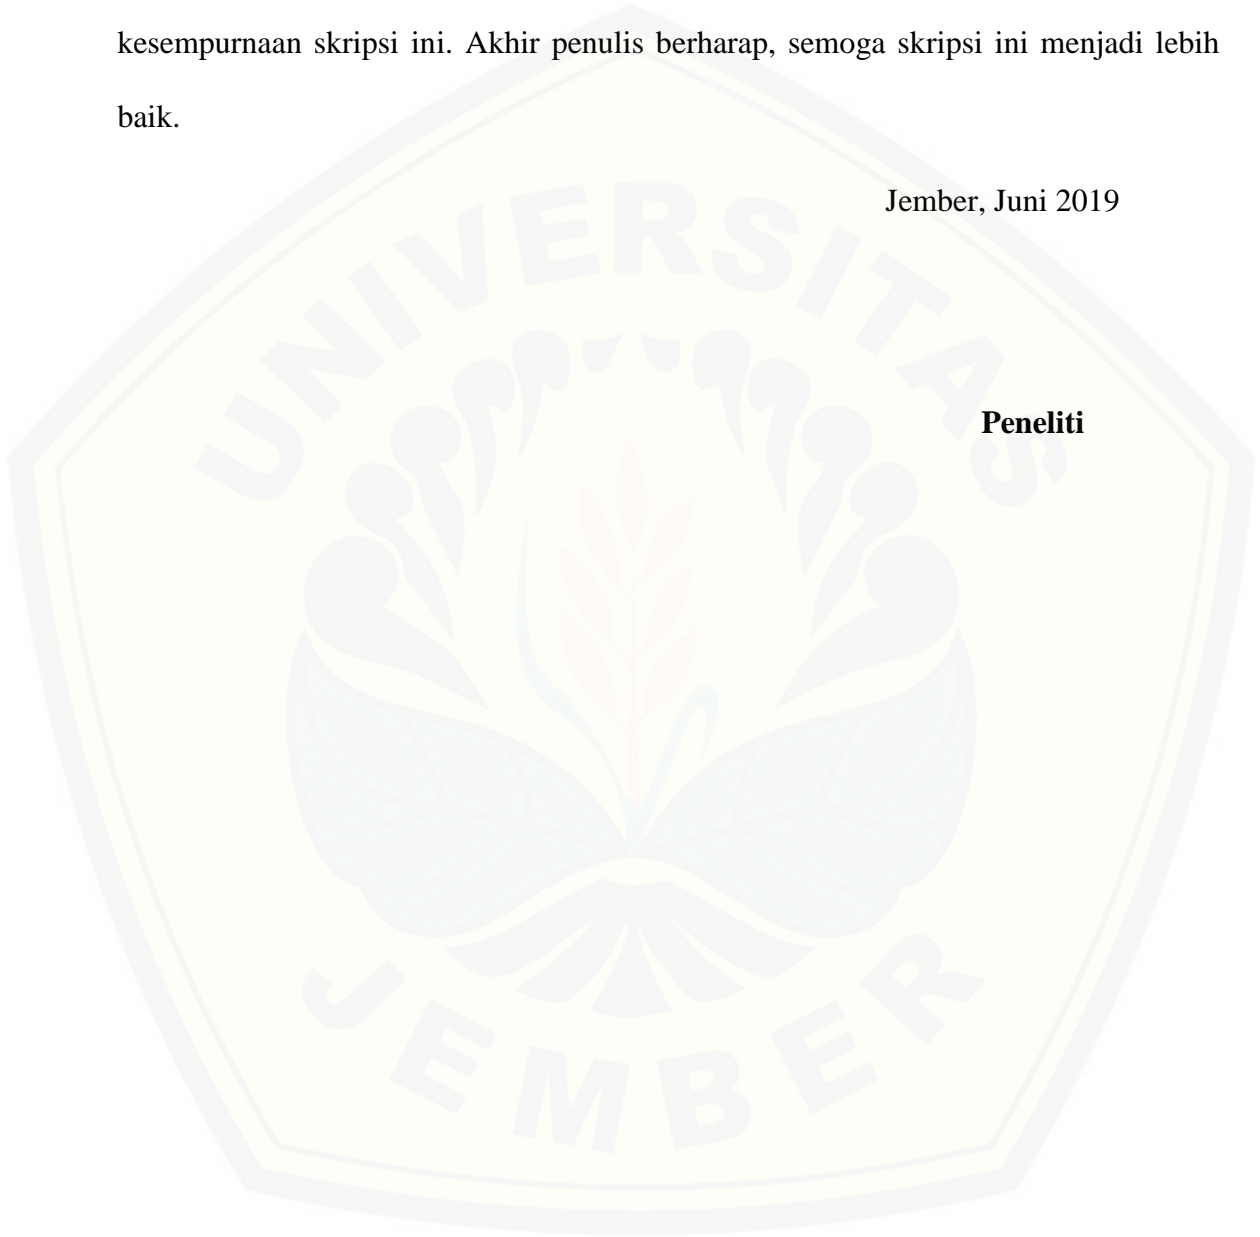 kesempurnaan skripsi ini. Akhir penulis berharap, semoga skripsi ini menjadi lebih
baik.
Jember, Juni 2019
Peneliti
UNIVERSITAS
JEMBER